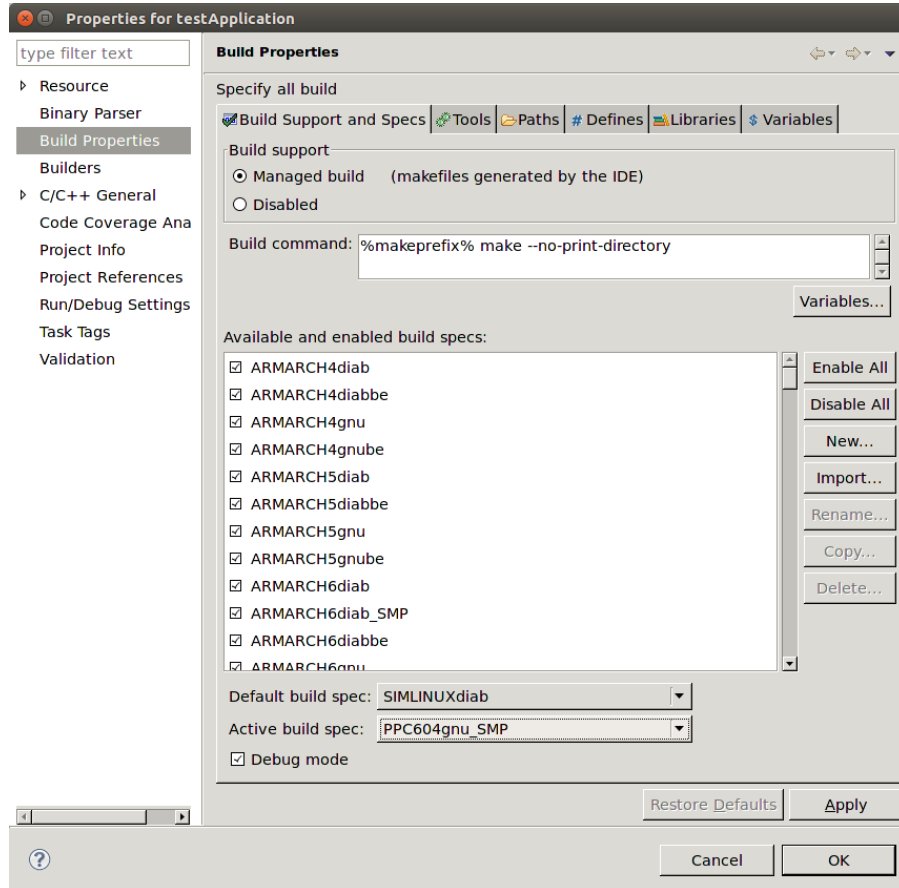 Properties for testApplication
type filter text
Resource
Binary Parser
Build Properties
Builders
C/C++ General
Code Coverage Ana
Project Info
Project References
Run/Debug Settings
Task Tags
Validation
Build Properties
Specify all build
Build Support and Specs Tools Paths # Defines Libraries $ Variables
Build support
Managed build (makefiles generated by the IDE)
Disabled
Build command: %makeprefix% make --no-print-directory
Variables...
Available and enabled build specs:
ARMARCH4diab
ARMARCH4diabbe
ARMARCH4gnu
ARMARCH4gnube
ARMARCH5diab
ARMARCH5diabbe
ARMARCH5gnu
ARMARCH5gnube
ARMARCH6diab
ARMARCH6diab_SMP
ARMARCH6diabbe
ARMARCH6gnu
Enable All
Disable All
New...
Import...
Rename...
Copy...
Delete...
Default build spec: SIMLINUXdiab
Active build spec: PPC604gnu_SMP
Debug mode
Restore Defaults Apply
? Cancel OK